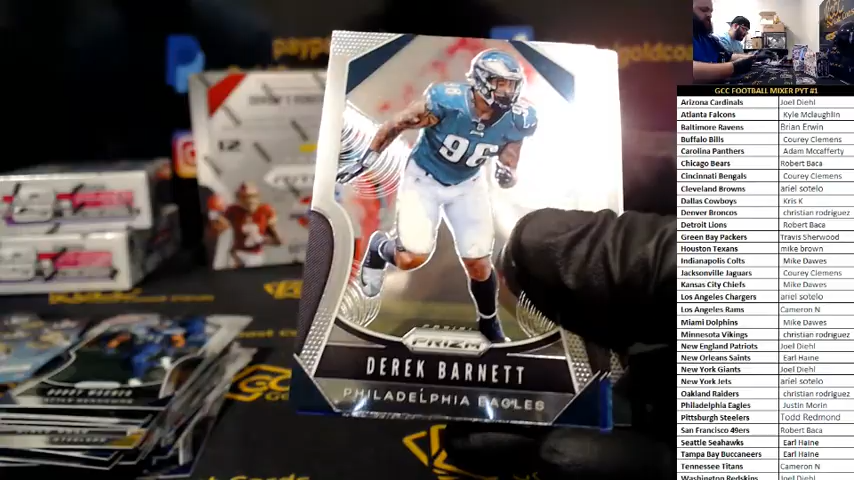 GCC FOOTBALL MIXER PYT #1
Arizona Cardinals Joel Diehl
Atlanta Falcons Kyle Mclaughlin
Baltimore Ravens Brian Erwin
Buffalo Bills Courey Clemens
Carolina Panthers Adam Mccafferty
Chicago Bears Robert Baca
Cincinnati Bengals Courey Clemens
Cleveland Browns ariel sotelo
Dallas Cowboys Kris K
Denver Broncos christian rodriguez
Detroit Lions Robert Baca
Green Bay Packers Travis Sherwood
Houston Texans mike brown
Indianapolis Colts Mike Dawes
Jacksonville Jaguars Courey Clemens
Kansas City Chiefs Mike Dawes
Los Angeles Chargers ariel sotelo
Los Angeles Rams Cameron N
Miami Dolphins Mike Dawes
Minnesota Vikings christian rodriguez
New England Patriots Joel Diehl
New Orleans Saints Earl Haine
New York Giants Joel Diehl
New York Jets ariel sotelo
Oakland Raiders christian rodriguez
Philadelphia Eagles Justin Morin
Pittsburgh Steelers Todd Redmond
San Francisco 49ers Robert Baca
Seattle Seahawks Earl Haine
Tampa Bay Buccaneers Earl Haine
Tennessee Titans Cameron N
Washington Redskins Joel Diehl
98
PANINI
PRIZM
DEREK BARNETT
PHILADELPHIA EAGLES
12